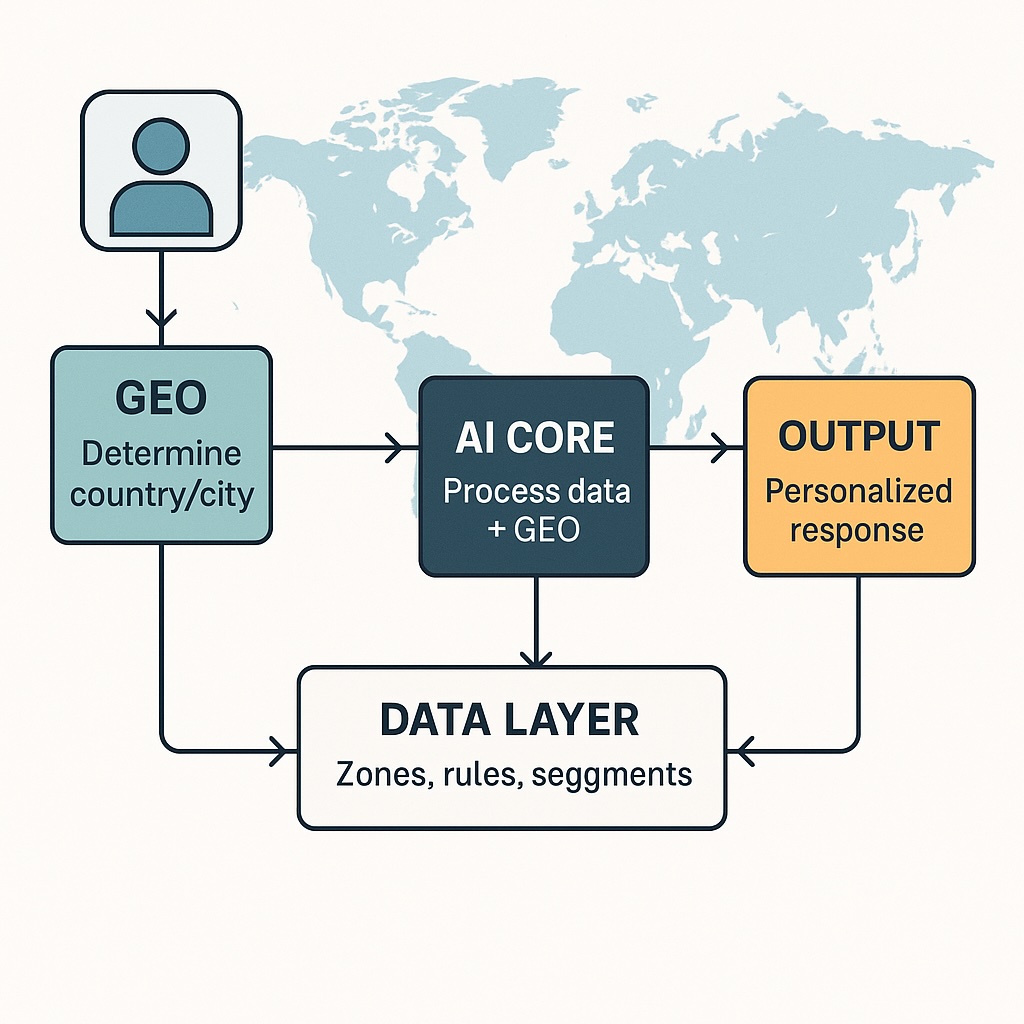 GEO
Determine
country/city
AI CORE
Process data
+ GEO
OUTPUT
Personalized
response
DATA LAYER
Zones, rules, seggments